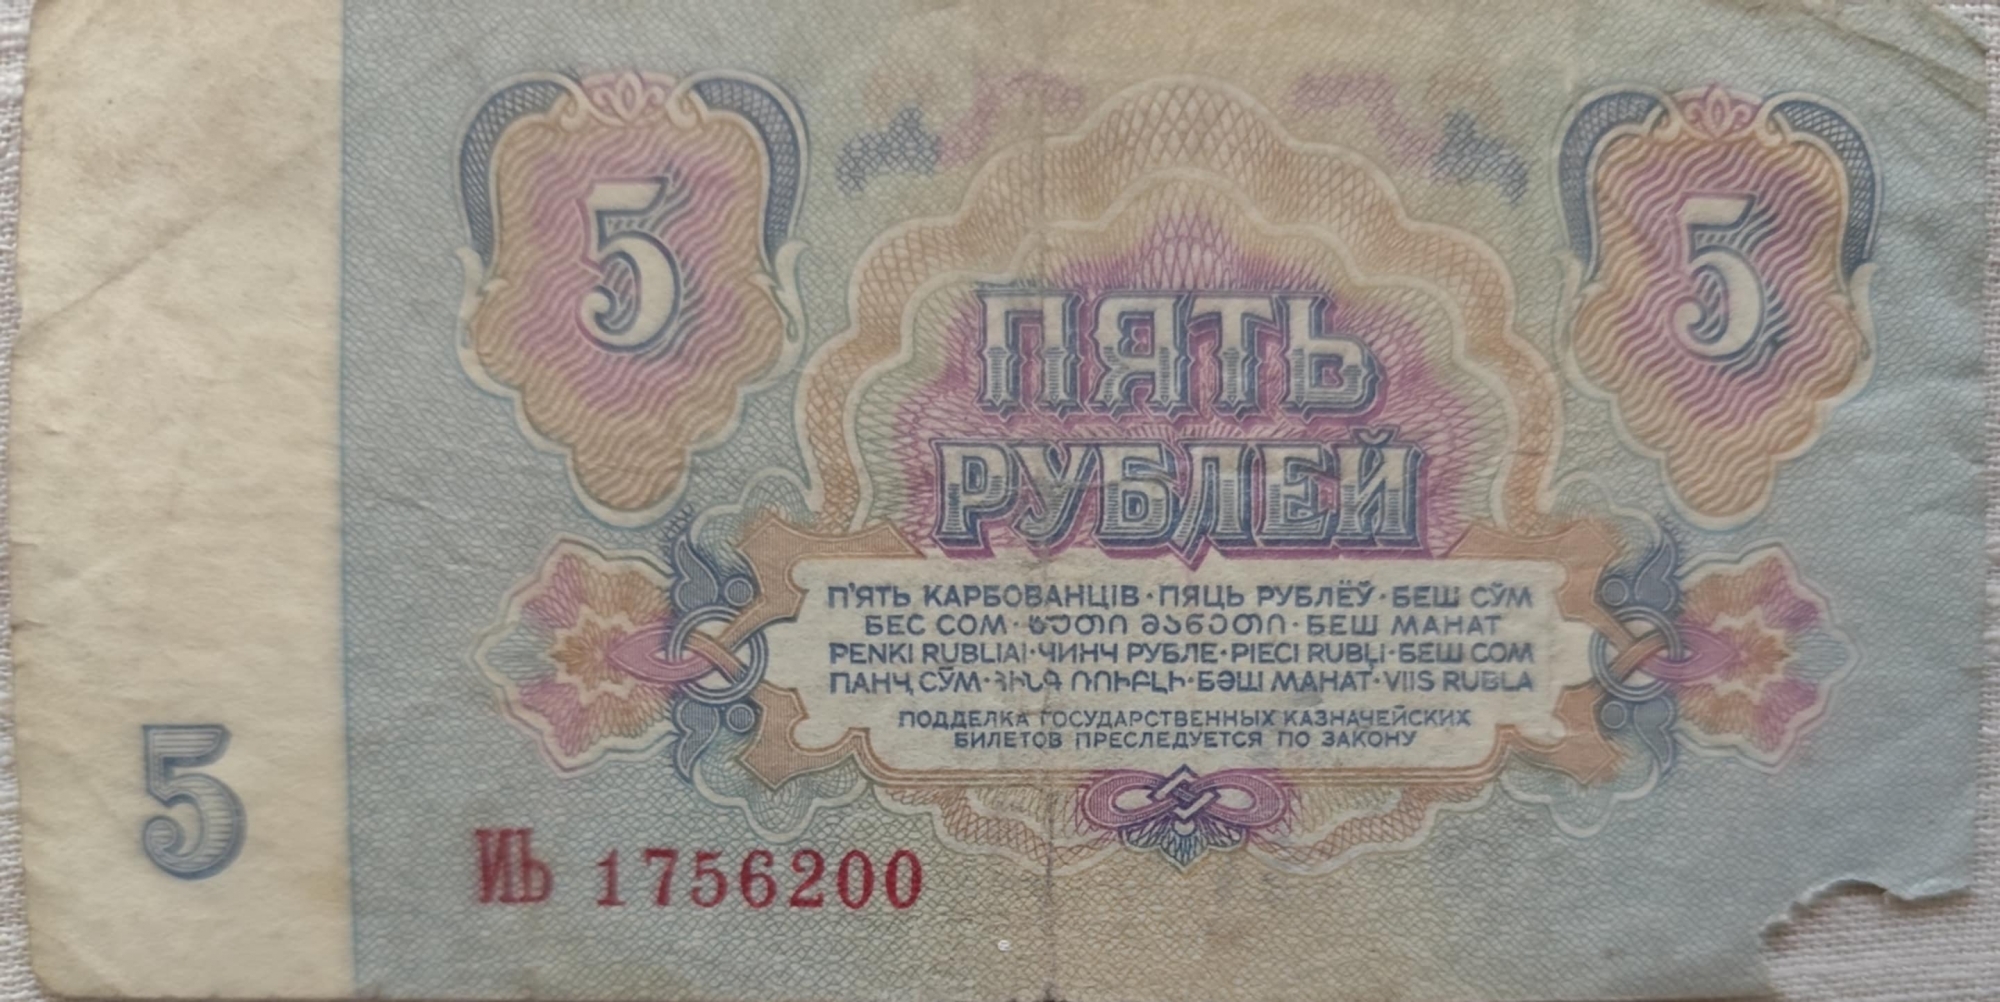 5
5
ПЯТЬ
РУБЛЕЙ
П'ЯТЬ КАРБОВАНЦІВ · ПЯЦЬ РУБЛЁЎ · БЕШ СЎМ
БЕС СОМ · ხუთი მანეთი · БЕШ МАНАТ
PENKI RUBLIAI · ЧИНЧ РУБЛЕ · PIECI RUBĻI · БЕШ СОМ
ПАНҶ СӮМ · ՀԻՆԳ ՌՈՒԲԼԻ · БӘШ МАНАТ · VIIS RUBLA
ПОДДЕЛКА ГОСУДАРСТВЕННЫХ КАЗНАЧЕЙСКИХ
БИЛЕТОВ ПРЕСЛЕДУЕТСЯ ПО ЗАКОНУ
5
ИЬ 1756200